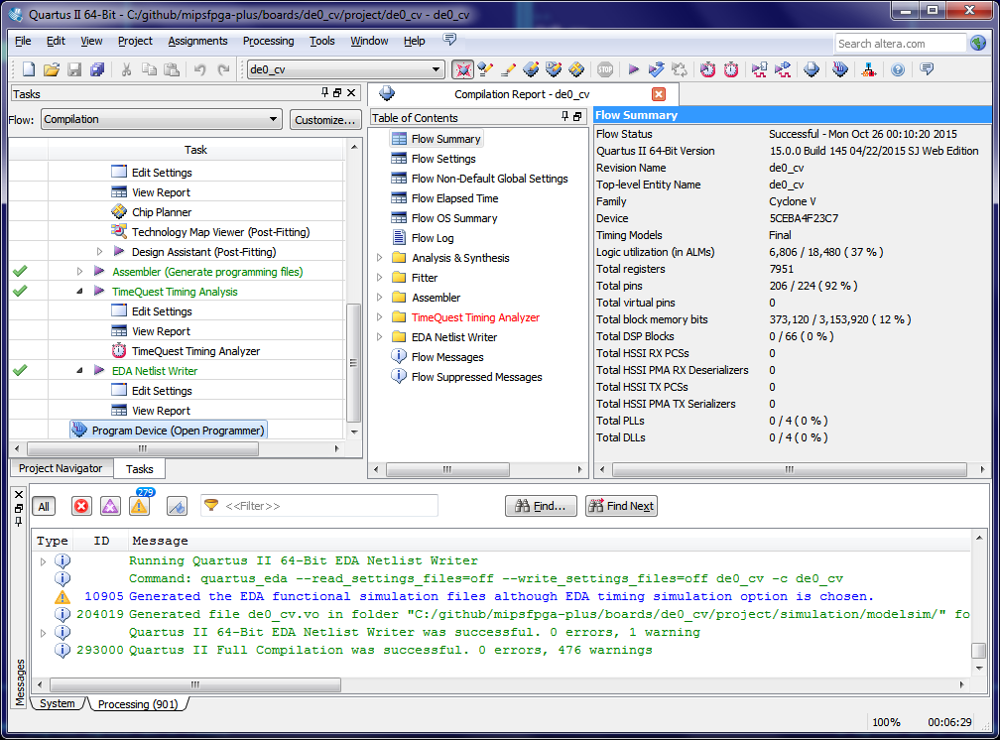 Quartus II 64-Bit - C:/github/mipsfpga-plus/boards/de0_cv/project/de0_cv - de0_cv
File Edit View Project Assignments Processing Tools Window Help
Search altera.com
de0_cv
STOP
Tasks
Flow: Compilation Customize...
Task
Edit Settings
View Report
Chip Planner
Technology Map Viewer (Post-Fitting)
Design Assistant (Post-Fitting)
Assembler (Generate programming files)
TimeQuest Timing Analysis
Edit Settings
View Report
TimeQuest Timing Analyzer
EDA Netlist Writer
Edit Settings
View Report
Program Device (Open Programmer)
Project Navigator Tasks
Compilation Report - de0_cv
Table of Contents
Flow Summary
Flow Settings
Flow Non-Default Global Settings
Flow Elapsed Time
Flow OS Summary
Flow Log
Analysis & Synthesis
Fitter
Assembler
TimeQuest Timing Analyzer
EDA Netlist Writer
Flow Messages
Flow Suppressed Messages
Flow Summary
Flow Status Successful - Mon Oct 26 00:10:20 2015
Quartus II 64-Bit Version 15.0.0 Build 145 04/22/2015 SJ Web Edition
Revision Name de0_cv
Top-level Entity Name de0_cv
Family Cyclone V
Device 5CEBA4F23C7
Timing Models Final
Logic utilization (in ALMs) 6,806 / 18,480 ( 37 % )
Total registers 7951
Total pins 206 / 224 ( 92 % )
Total virtual pins 0
Total block memory bits 373,120 / 3,153,920 ( 12 % )
Total DSP Blocks 0 / 66 ( 0 % )
Total HSSI RX PCSs 0
Total HSSI PMA RX Deserializers 0
Total HSSI TX PCSs 0
Total HSSI PMA TX Serializers 0
Total PLLs 0 / 4 ( 0 % )
Total DLLs 0 / 4 ( 0 % )
All 279 <<Filter>> Find... Find Next
Type ID Message
Running Quartus II 64-Bit EDA Netlist Writer
Command: quartus_eda --read_settings_files=off --write_settings_files=off de0_cv -c de0_cv
10905 Generated the EDA functional simulation files although EDA timing simulation option is chosen.
204019 Generated file de0_cv.vo in folder "C:/github/mipsfpga-plus/boards/de0_cv/project/simulation/modelsim/" fo
Quartus II 64-Bit EDA Netlist Writer was successful. 0 errors, 1 warning
293000 Quartus II Full Compilation was successful. 0 errors, 476 warnings
Messages
System Processing (901)
100% 00:06:29